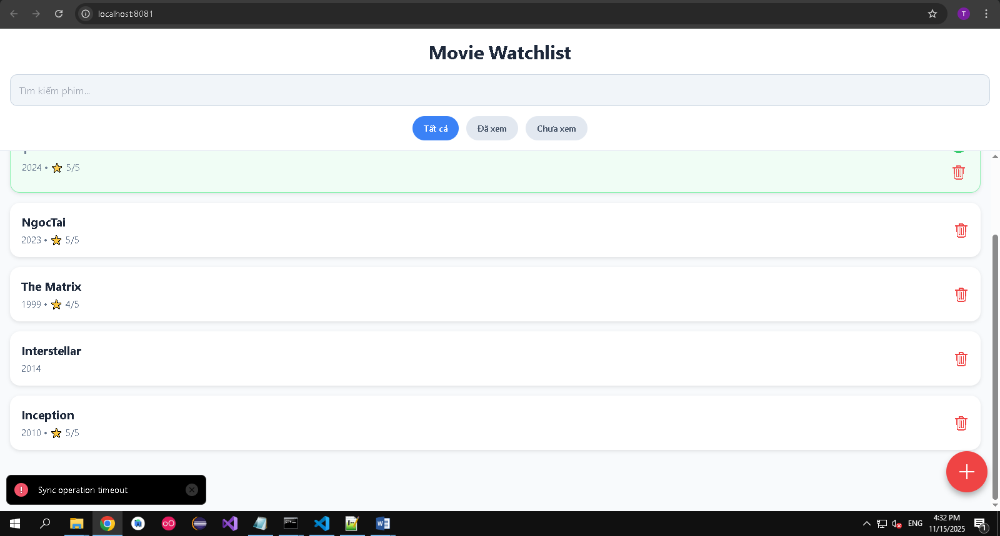 localhost:8081
T
Movie Watchlist
Tìm kiếm phim...
Tất cả
Đã xem
Chưa xem
2024 • ⭐ 5/5
NgocTai
2023 • ⭐ 5/5
The Matrix
1999 • ⭐ 4/5
Interstellar
2014
Inception
2010 • ⭐ 5/5
Sync operation timeout
ENG
4:32 PM
11/15/2025
1